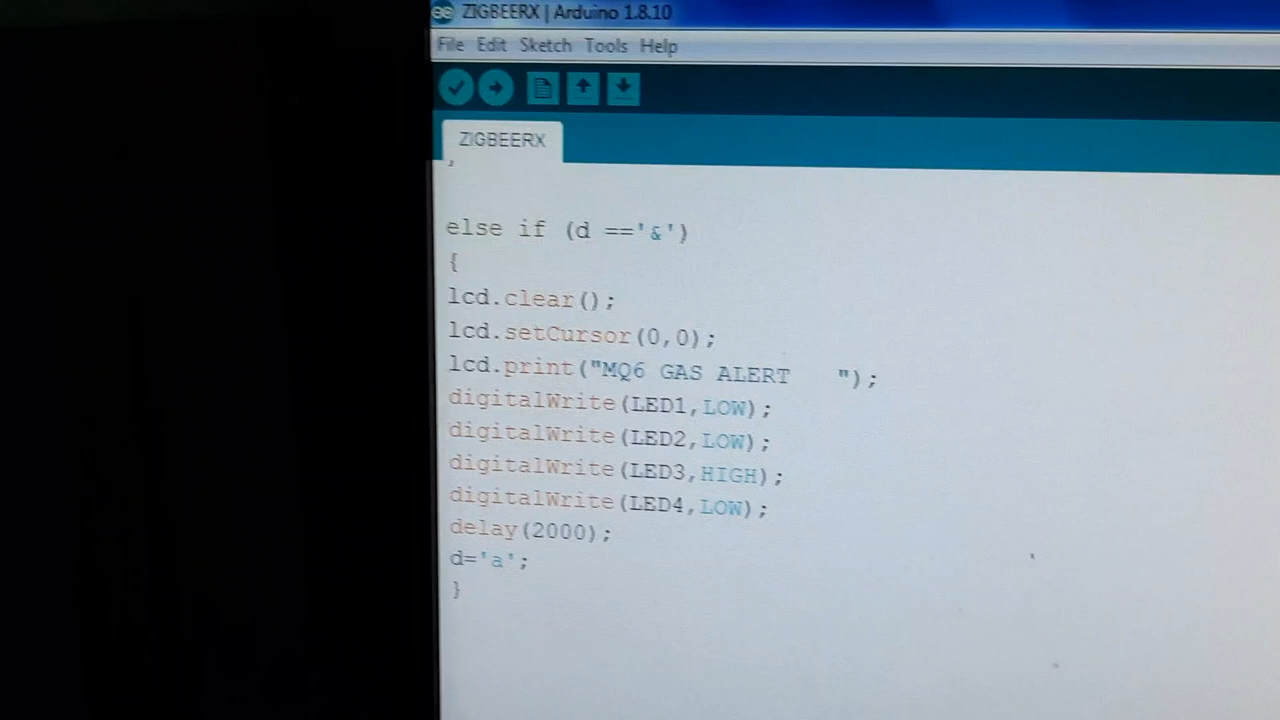 ZIGBEERX | Arduino 1.8.10
File Edit Sketch Tools Help
ZIGBEERX
else if (d =='&')
{
lcd.clear();
lcd.setCursor(0,0);
lcd.print("MQ6 GAS ALERT   ");
digitalWrite(LED1,LOW);
digitalWrite(LED2,LOW);
digitalWrite(LED3,HIGH);
digitalWrite(LED4,LOW);
delay(2000);
d='a';
}